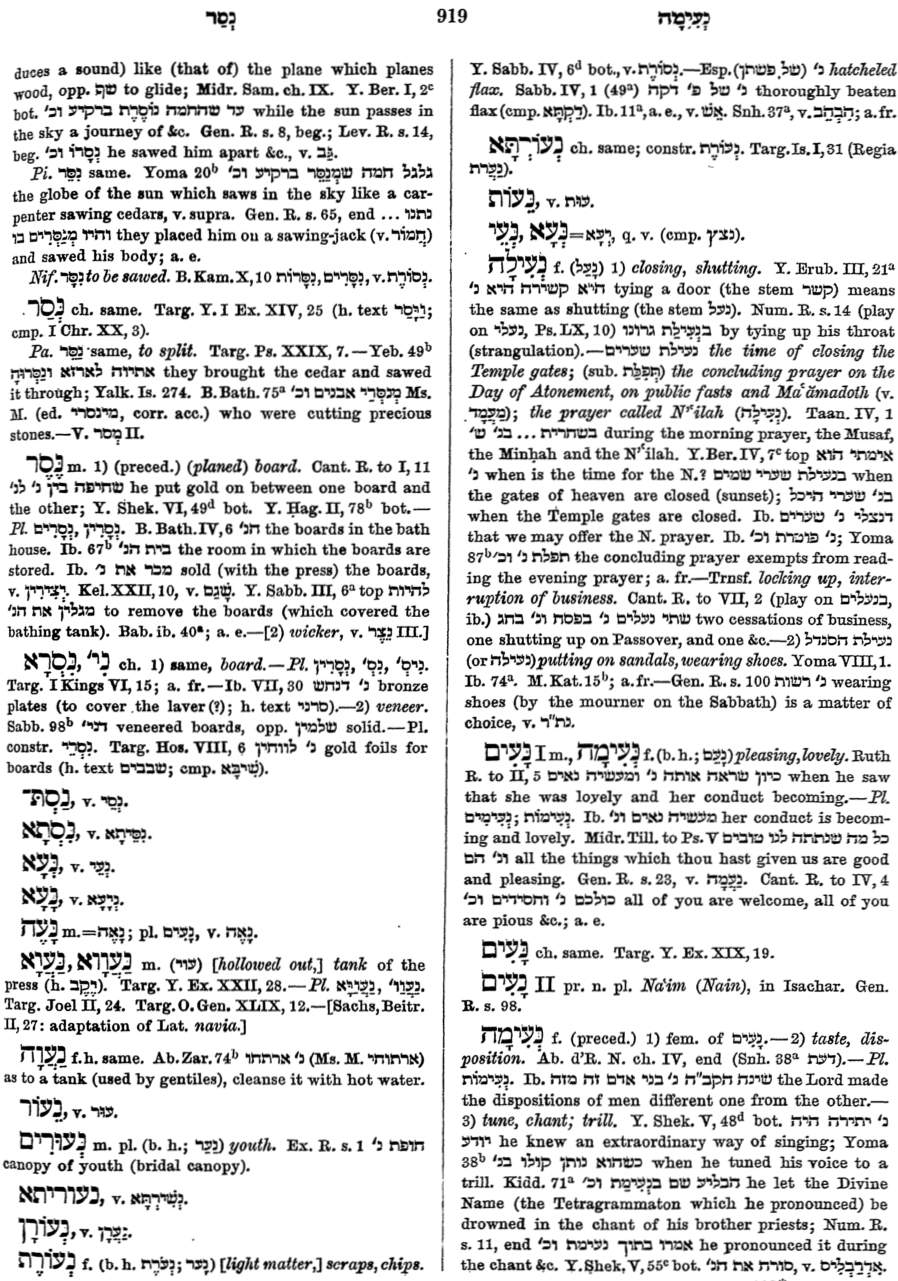 נְסַר 919 נְעִימָה
duces a sound) like (that of) the plane which planes
wood, opp. שָׁף to glide; Midr. Sam. ch. IX. Y. Ber. I, 2ᶜ
bot. עד שהחמה נוֹסֶרֶת ברקיע וכ׳ while the sun passes in
the sky a journey of &c. Gen. R. s. 8, beg.; Lev. R. s. 14,
beg. נְסָרוֹ וכ׳ he sawed him apart &c., v. גַּב.
Pi. נִסֵּר same. Yoma 20ᵇ גלגל חמה שמְנַסֵּר ברקיע וכ׳
the globe of the sun which saws in the sky like a car-
penter sawing cedars, v. supra. Gen. R. s. 65, end נתנו ...
והיו מְנַסְּרִים בו they placed him on a sawing-jack (v. חֲמוֹר)
and sawed his body; a. e.
Nif. נִסָּר to be sawed. B. Kam. X, 10 נִסָּרִים, נִסָּרוֹת, v. נְסוֹרֶת.
נְסַר ch. same. Targ. Y. I Ex. XIV, 25 (h. text וַיָּסַר;
cmp. I Chr. XX, 3).
Pa. נַסֵּר same, to split. Targ. Ps. XXIX, 7.—Yeb. 49ᵇ
אתיוה לארזא ונַסְּרוּהּ they brought the cedar and sawed
it through; Yalk. Is. 274. B. Bath. 75ᵃ מְנַסְּרֵי אבנים וכ׳ Ms.
M. (ed. מינסרי, corr. acc.) who were cutting precious
stones.—V. מְסַר II.
נֶסֶר m. 1) (preced.) (planed) board. Cant. R. to I, 11
שחיפה בין נ׳ לנ׳ he put gold on between one board and
the other; Y. Shek. VI, 49ᵈ bot. Y. Ḥag. II, 78ᵇ bot.—
Pl. נְסָרִים, נְסָרִין. B. Bath. IV, 6 הנ׳ the boards in the bath
house. Ib. 67ᵇ בית הנ׳ the room in which the boards are
stored. Ib. מכר את נ׳ sold (with the press) the boards,
v. יְצִירִין. Kel. XXII, 10, v. שָׁגַם. Y. Sabb. III, 6ᵃ top להיות
מגלין את הנ׳ to remove the boards (which covered the
bathing tank). Bab. ib. 40ᵃ; a. e.—[2) wicker, v. נֵצֶר III.]
נִסְרָא, נִי׳ ch. 1) same, board.—Pl. נִסְרִין, נְסָ׳, נִיסְ׳.
Targ. I Kings VI, 15; a. fr.—Ib. VII, 30 נ׳ דנחש bronze
plates (to cover the laver(?); h. text סרני).—2) veneer.
Sabb. 98ᵇ דני׳ veneered boards, opp. שלמין solid.—Pl.
constr. נִסְרֵי. Targ. Hos. VIII, 6 נ׳ לוחין gold foils for
boards (h. text שבבים; cmp. שִׁיבָּא).
נַסַּת־, v. נְסֵי.
נִסְתָא, v. נִסֵּיתָא.
נְעָא, v. נְעֵי.
נָעָא, v. נְיָעָא.
נָעֶה m.=נָאֶה; pl. נָעִים, v. נָאֶה.
נַעֲוָא, נַעֲוְוָא m. (עוי) [hollowed out,] tank of the
press (h. יֶקֶב). Targ. Y. Ex. XXII, 28.—Pl. נַעֲוַיָּא, נַעֲוֵי׳.
Targ. Joel II, 24. Targ. O. Gen. XLIX, 12.—[Sachs, Beitr.
II, 27: adaptation of Lat. navia.]
נַעֲוָה f. h. same. Ab. Zar. 74ᵇ נ׳ ארתחו (Ms. M. ארתוחי)
as to a tank (used by gentiles), cleanse it with hot water.
נֵעוֹר, v. עור.
נְעוּרִים m. pl. (b. h.; נַעַר) youth. Ex. R. s. 1 חופת נ׳
canopy of youth (bridal canopy).
נעוריתא, v. נְשִׁירְתָּא.
נְעוֹרָן, v. נַעֲרָן.
נְעוֹרֶת f. (b. h. נְעֹרֶת; נער) [light matter,] scraps, chips.
Y. Sabb. IV, 6ᵈ bot., v. נְסוֹרֶת.—Esp. נ׳ (של פשתן) hatcheled
flax. Sabb. IV, 1 (49ᵃ) נ׳ של פ׳ דקה thoroughly beaten
flax (cmp. דַּקְתָּא). Ib. 11ᵃ, a. e., v. אֵשׁ. Snh. 37ᵃ, v. הִבְהֵב; a. fr.
נְעוֹרְתָּא ch. same; constr. נְעוֹרֶת. Targ. Is. I, 31 (Regia
נַעֲרַת).
נֵעוֹת, v. עות.
נְעֵי, נְעָא=רְעָא, q. v. (cmp. נצץ).
נְעִילָה f. (נָעַל) 1) closing, shutting. Y. Erub. III, 21ᵃ
היא קשירה היא נ׳ tying a door (the stem קשר) means
the same as shutting (the stem נעל). Num. R. s. 14 (play
on נעלי, Ps. LX, 10) בנְעִילַת גרונו by tying up his throat
(strangulation).—נעילת שערים the time of closing the
Temple gates; (sub. תְּפִלַּת) the concluding prayer on the
Day of Atonement, on public fasts and Ma‘ămadoth (v.
מַעֲמָד); the prayer called N‘ilah (נְעִילָה). Taan. IV, 1
בשחרית ... בנ׳ ש׳ during the morning prayer, the Musaf,
the Minḥah and the N‘ilah. Y. Ber. IV, 7ᶜ top אימתי הוא
נ׳ when is the time for the N.? בנעילת שערי שמים when
the gates of heaven are closed (sunset); בנ׳ שערי היכל
when the Temple gates are closed. Ib. דנצלי נ׳ שערים
that we may offer the N. prayer. Ib. נ׳ פוטרת וכ׳; Yoma
87ᵇ תפלת נ׳ וכ׳ the concluding prayer exempts from read-
ing the evening prayer; a. fr.—Trnsf. locking up, inter-
ruption of business. Cant. R. to VII, 2 (play on בנעלים,
ib.) שתי נעלים נ׳ בפסח ונ׳ בחג two cessations of business,
one shutting up on Passover, and one &c.—2) נעילת הסנדל
(or נעילה) putting on sandals, wearing shoes. Yoma VIII, 1.
Ib. 74ᵃ. M. Kat. 15ᵇ; a. fr.—Gen. R. s. 100 נ׳ רשות wearing
shoes (by the mourner on the Sabbath) is a matter of
choice, v. נת״ר.
נָעִים I m., נְעִימָה f. (b. h.; נָעַם) pleasing, lovely. Ruth
R. to II, 5 כיון שראה אותה נ׳ ומעשיה נאים when he saw
that she was lovely and her conduct becoming.—Pl.
נְעִימִים; נְעִימוֹת. Ib. מעשיה נאים ונ׳ her conduct is becom-
ing and lovely. Midr. Till. to Ps. V כל מה שנתתה לנו טובים
ונ׳ הם all the things which thou hast given us are good
and pleasing. Gen. R. s. 23, v. נַעֲמָה. Cant. R. to IV, 4
כולכם נ׳ וחסידים וכ׳ all of you are welcome, all of you
are pious &c.; a. e.
נָעִים ch. same. Targ. Y. Ex. XIX, 19.
נָעִים II pr. n. pl. Na‘im (Nain), in Isachar. Gen.
R. s. 98.
נְעִימָה f. (preced.) 1) fem. of נָעִים.—2) taste, dis-
position. Ab. d’R. N. ch. IV, end (Snh. 38ᵃ דעת).—Pl.
נְעִימוֹת. Ib. שינה הקב״ה נ׳ בני אדם זה מזה the Lord made
the dispositions of men different one from the other.—
3) tune, chant; trill. Y. Shek. V, 48ᵈ bot. נ׳ יתירה היה
יודע he knew an extraordinary way of singing; Yoma
38ᵇ כשהוא נותן קולו בנ׳ when he tuned his voice to a
trill. Kidd. 71ᵃ הבליע שם בנְעִימַת וכ׳ he let the Divine
Name (the Tetragrammaton which he pronounced) be
drowned in the chant of his brother priests; Num. R.
s. 11, end אמרו בתוך נעימת וכ׳ he pronounced it during
the chant &c. Y. Shek. V, 55ᶜ bot. סורת את הנ׳, v. אַדְרַבְלִיס.